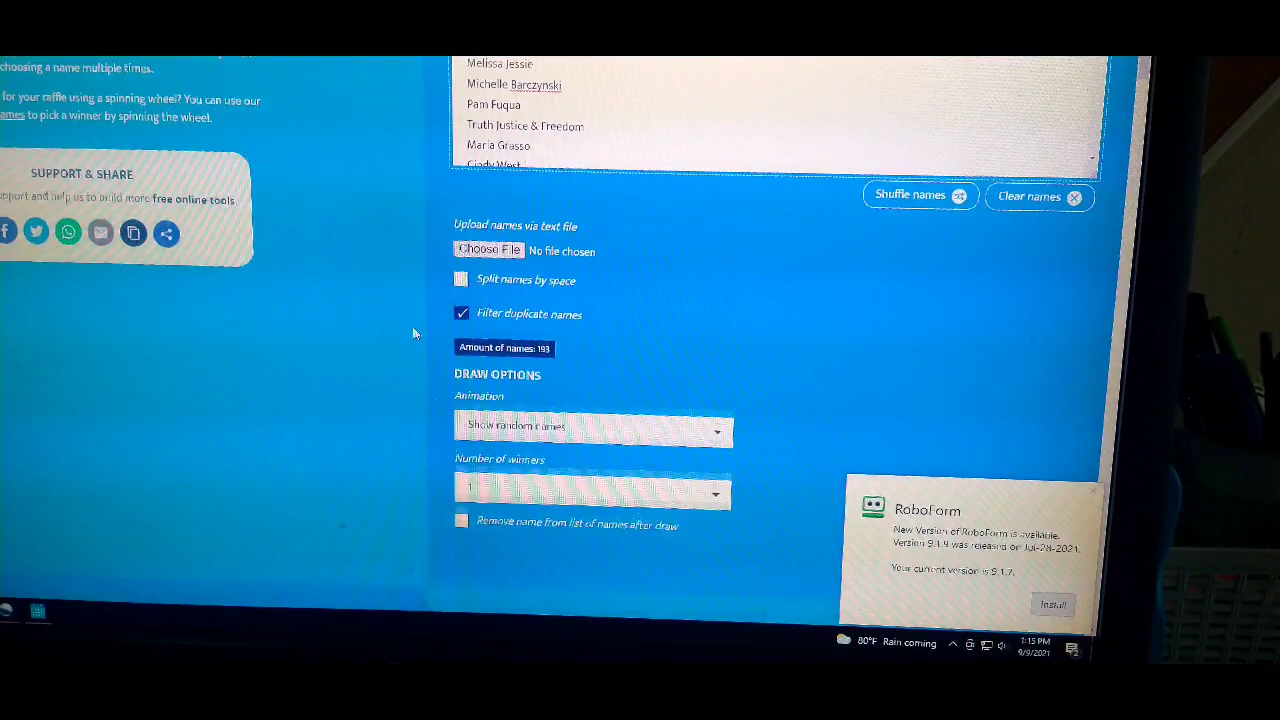 choosing a name multiple times.
for your raffle using a spinning wheel? You can use our
ames to pick a winner by spinning the wheel.
SUPPORT & SHARE
upport and help us to build more free online tools.
Melissa Jessie
Michelle Barczynski
Pam Fuqua
Truth Justice & Freedom
Maria Grasso
Cindy West
Shuffle names
Clear names
Upload names via text file
Choose File No file chosen
Split names by space
Filter duplicate names
Amount of names: 193
DRAW OPTIONS
Animation
Show random names
Number of winners
1
Remove name from list of names after draw
RoboForm
New Version of RoboForm is available.
Version 9.1.9 was released on Jul-28-2021.
Your current version is 9.1.7.
Install
80°F Rain coming
1:15 PM
9/9/2021
2